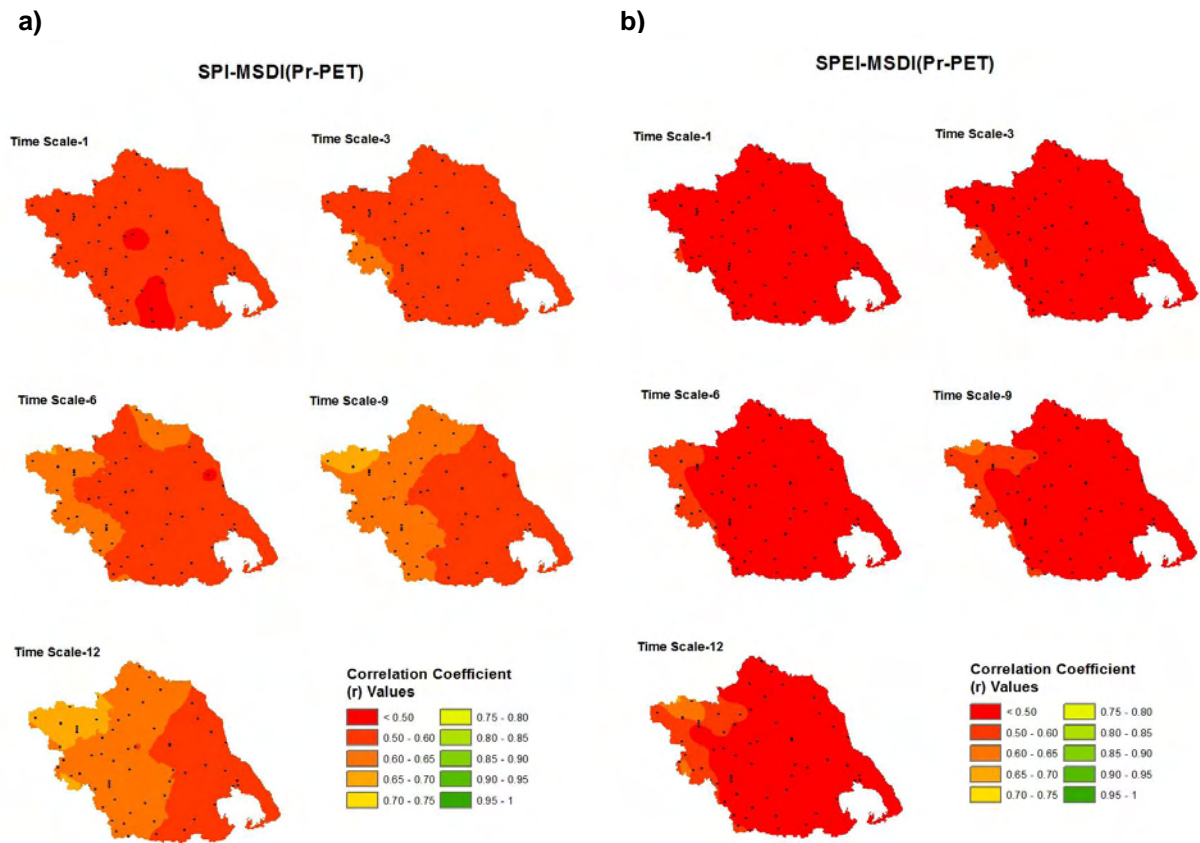 a)
SPI-MSDI(Pr-PET)
Time Scale-1
Time Scale-3
Time Scale-6
Time Scale-9
Time Scale-12
Correlation Coefficient
(r) Values
< 0.50
0.50 - 0.60
0.60 - 0.65
0.65 - 0.70
0.70 - 0.75
0.75 - 0.80
0.80 - 0.85
0.85 - 0.90
0.90 - 0.95
0.95 - 1
b)
SPEI-MSDI(Pr-PET)
Time Scale-1
Time Scale-3
Time Scale-6
Time Scale-9
Time Scale-12
Correlation Coefficient
(r) Values
< 0.50
0.50 - 0.60
0.60 - 0.65
0.65 - 0.70
0.70 - 0.75
0.75 - 0.80
0.80 - 0.85
0.85 - 0.90
0.90 - 0.95
0.95 - 1